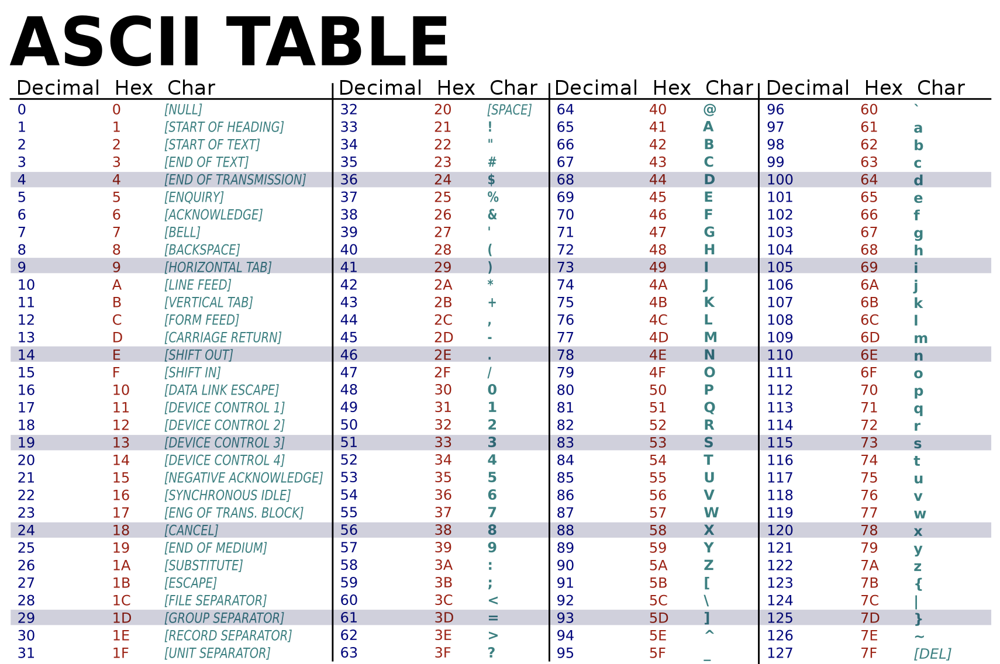 ASCII TABLE
Decimal Hex Char Decimal Hex Char Decimal Hex Char Decimal Hex Char
0 0 [NULL] 32 20 [SPACE] 64 40 @ 96 60 `
1 1 [START OF HEADING] 33 21 ! 65 41 A 97 61 a
2 2 [START OF TEXT] 34 22 " 66 42 B 98 62 b
3 3 [END OF TEXT] 35 23 # 67 43 C 99 63 c
4 4 [END OF TRANSMISSION] 36 24 $ 68 44 D 100 64 d
5 5 [ENQUIRY] 37 25 % 69 45 E 101 65 e
6 6 [ACKNOWLEDGE] 38 26 & 70 46 F 102 66 f
7 7 [BELL] 39 27 ' 71 47 G 103 67 g
8 8 [BACKSPACE] 40 28 ( 72 48 H 104 68 h
9 9 [HORIZONTAL TAB] 41 29 ) 73 49 I 105 69 i
10 A [LINE FEED] 42 2A * 74 4A J 106 6A j
11 B [VERTICAL TAB] 43 2B + 75 4B K 107 6B k
12 C [FORM FEED] 44 2C , 76 4C L 108 6C l
13 D [CARRIAGE RETURN] 45 2D - 77 4D M 109 6D m
14 E [SHIFT OUT] 46 2E . 78 4E N 110 6E n
15 F [SHIFT IN] 47 2F / 79 4F O 111 6F o
16 10 [DATA LINK ESCAPE] 48 30 0 80 50 P 112 70 p
17 11 [DEVICE CONTROL 1] 49 31 1 81 51 Q 113 71 q
18 12 [DEVICE CONTROL 2] 50 32 2 82 52 R 114 72 r
19 13 [DEVICE CONTROL 3] 51 33 3 83 53 S 115 73 s
20 14 [DEVICE CONTROL 4] 52 34 4 84 54 T 116 74 t
21 15 [NEGATIVE ACKNOWLEDGE] 53 35 5 85 55 U 117 75 u
22 16 [SYNCHRONOUS IDLE] 54 36 6 86 56 V 118 76 v
23 17 [ENG OF TRANS. BLOCK] 55 37 7 87 57 W 119 77 w
24 18 [CANCEL] 56 38 8 88 58 X 120 78 x
25 19 [END OF MEDIUM] 57 39 9 89 59 Y 121 79 y
26 1A [SUBSTITUTE] 58 3A : 90 5A Z 122 7A z
27 1B [ESCAPE] 59 3B ; 91 5B [ 123 7B {
28 1C [FILE SEPARATOR] 60 3C < 92 5C \ 124 7C |
29 1D [GROUP SEPARATOR] 61 3D = 93 5D ] 125 7D }
30 1E [RECORD SEPARATOR] 62 3E > 94 5E ^ 126 7E ~
31 1F [UNIT SEPARATOR] 63 3F ? 95 5F _ 127 7F [DEL]